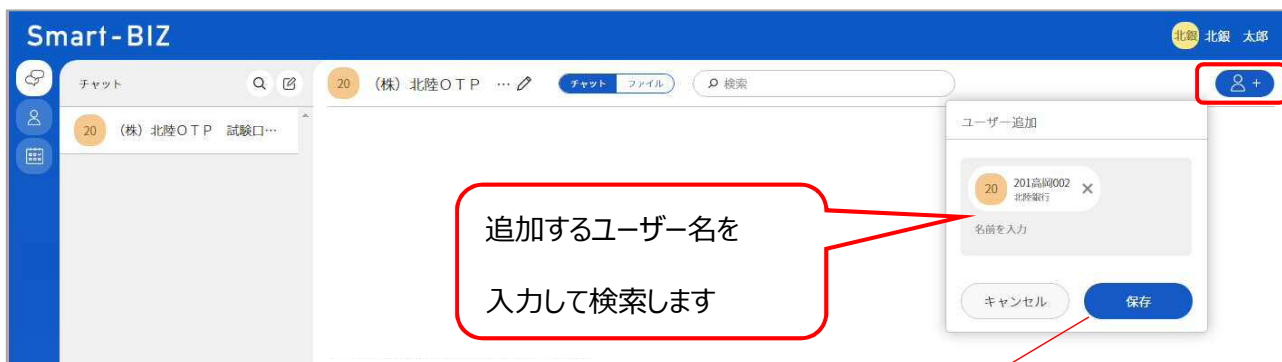 Smart-BIZ
北銀 北銀 太郎
チャット
20 (株) 北陸OTP … チャット ファイル 検索
20 (株) 北陸OTP 試験口…
ユーザー追加
20 201高岡002
北陸銀行
名前を入力
キャンセル 保存
追加するユーザー名を
入力して検索します